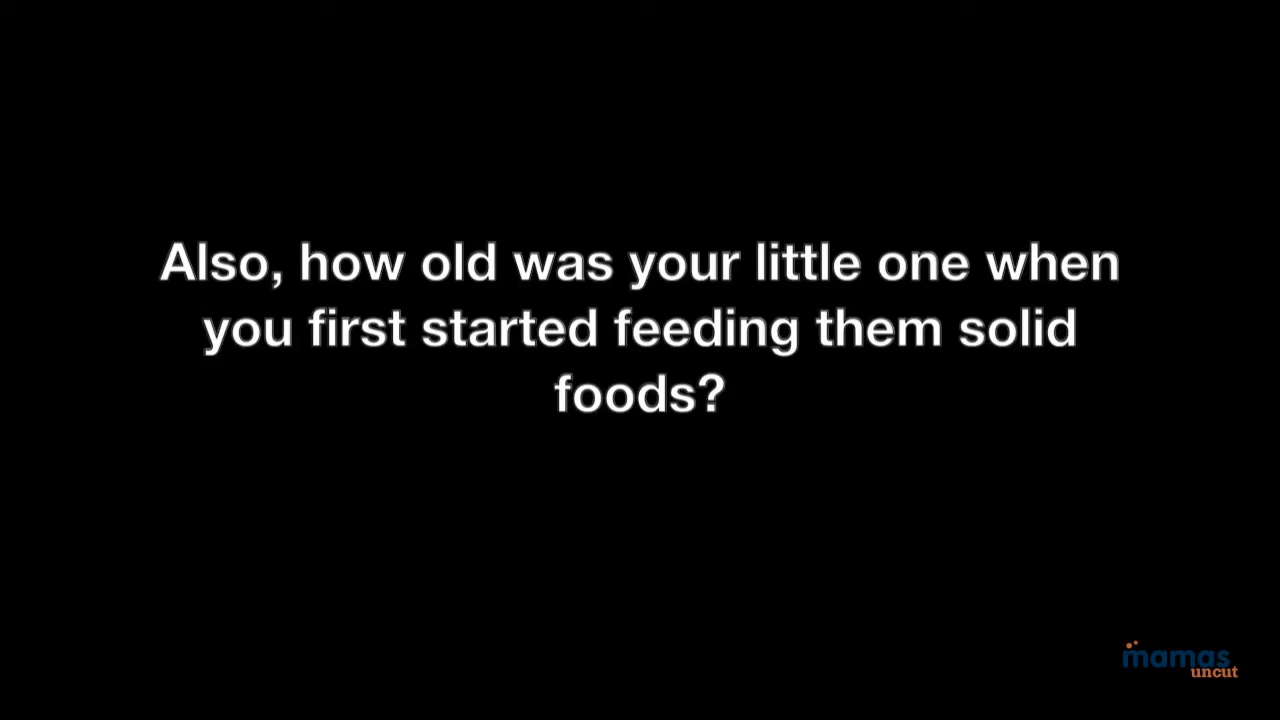 Also, how old was your little one when
you first started feeding them solid
foods?
mamas
uncut